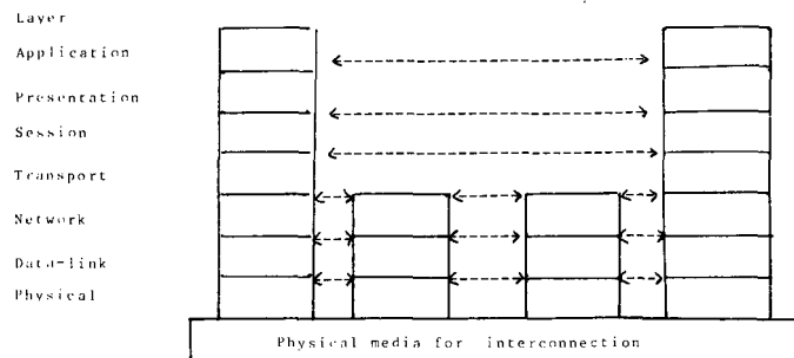 Layer
Application
Presentation
Session
Transport
Network
Data-link
Physical
Physical media for interconnection